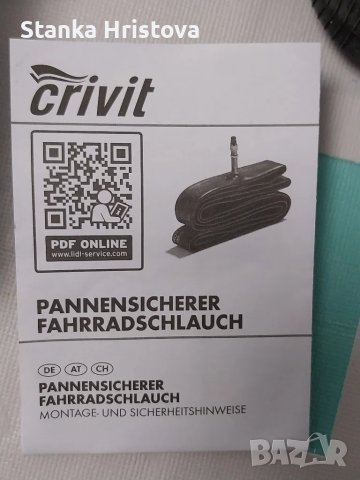 Stanka Hristova
crivit
PDF ONLINE
www.lidl-service.com
PANNENSICHERER
FAHRRADSCHLAUCH
DE AT CH
PANNENSICHERER
FAHRRADSCHLAUCH
MONTAGE- UND SICHERHEITSHINWEISE
BAZAR